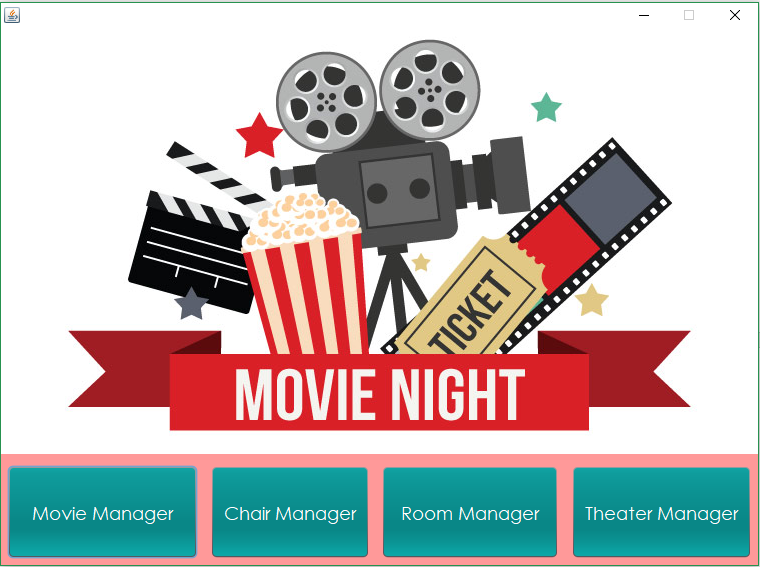 TICKET
MOVIE NIGHT
Movie Manager
Chair Manager
Room Manager
Theater Manager